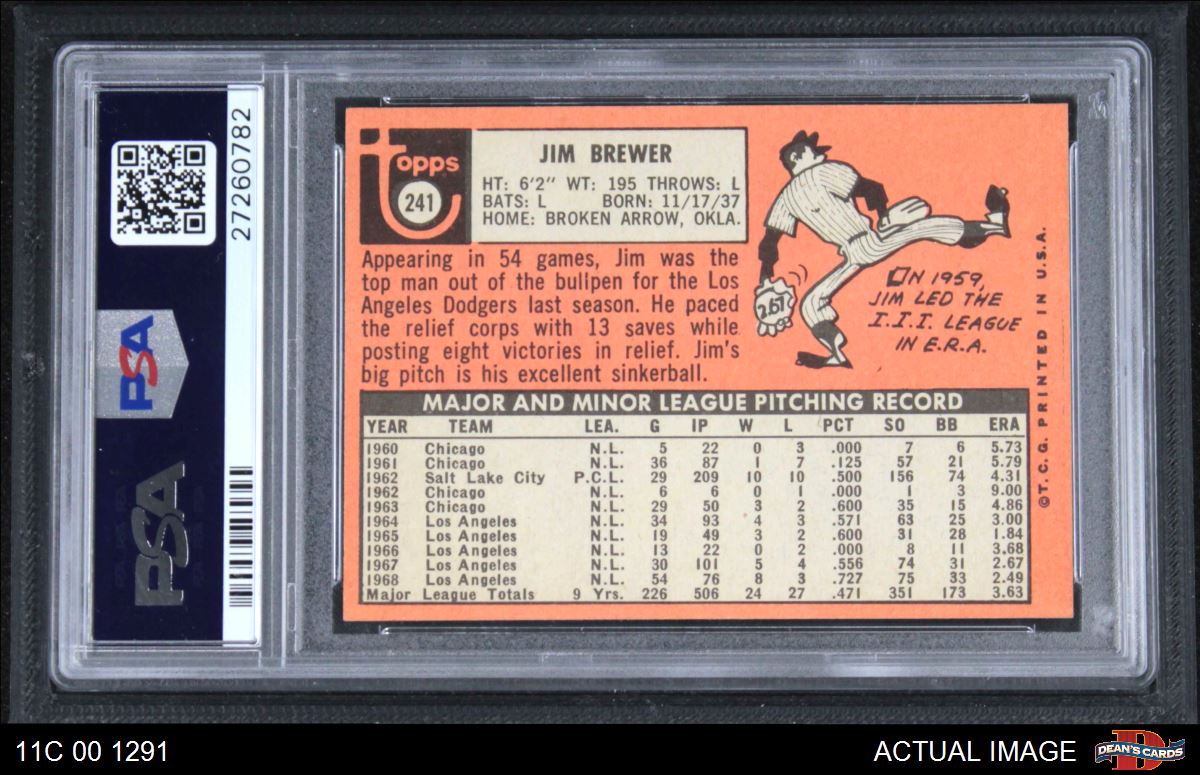 27260782
PSA
PSA
topps
241
JIM BREWER
HT: 6'2" WT: 195 THROWS: L
BATS: L BORN: 11/17/37
HOME: BROKEN ARROW, OKLA.
Appearing in 54 games, Jim was the
top man out of the bullpen for the Los
Angeles Dodgers last season. He paced
the relief corps with 13 saves while
posting eight victories in relief. Jim's
big pitch is his excellent sinkerball.
2.67
ON 1959,
JIM LED THE
I.I.I. LEAGUE
IN E.R.A.
©T.C.G. PRINTED IN U.S.A.
MAJOR AND MINOR LEAGUE PITCHING RECORD
YEAR TEAM LEA. G IP W L PCT SO BB ERA
1960 Chicago N.L. 5 22 0 3 .000 7 6 5.73
1961 Chicago N.L. 36 87 1 7 .125 57 21 5.79
1962 Salt Lake City P.C.L. 29 209 10 10 .500 156 74 4.31
1962 Chicago N.L. 6 6 0 1 .000 1 3 9.00
1963 Chicago N.L. 29 50 3 2 .600 35 15 4.86
1964 Los Angeles N.L. 34 93 4 3 .571 63 25 3.00
1965 Los Angeles N.L. 19 49 3 2 .600 31 28 1.84
1966 Los Angeles N.L. 13 22 0 2 .000 8 11 3.68
1967 Los Angeles N.L. 30 101 5 4 .556 74 31 2.67
1968 Los Angeles N.L. 54 76 8 3 .727 75 33 2.49
Major League Totals 9 Yrs. 226 506 24 27 .471 351 173 3.63
11C 00 1291
ACTUAL IMAGE
DEAN'S CARDS